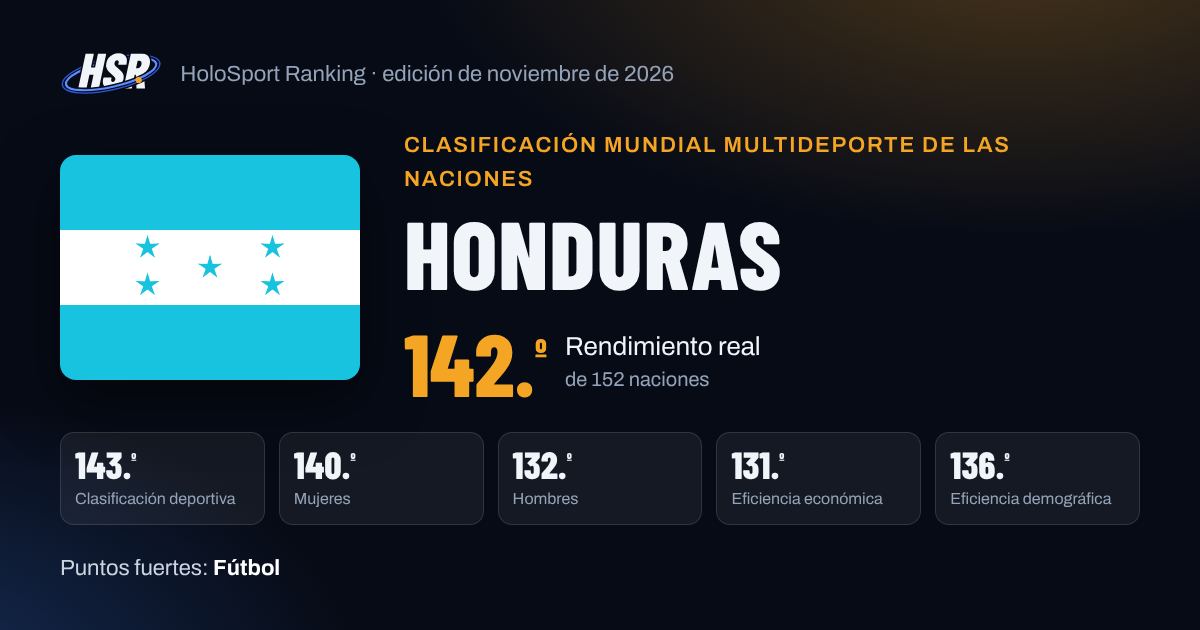 HSR
HoloSport Ranking · edición de noviembre de 2026
CLASIFICACIÓN MUNDIAL MULTIDEPORTE DE LAS
NACIONES
HONDURAS
142.º
Rendimiento real
de 152 naciones
143.º
Clasificación deportiva
140.º
Mujeres
132.º
Hombres
131.º
Eficiencia económica
136.º
Eficiencia demográfica
Puntos fuertes: Fútbol